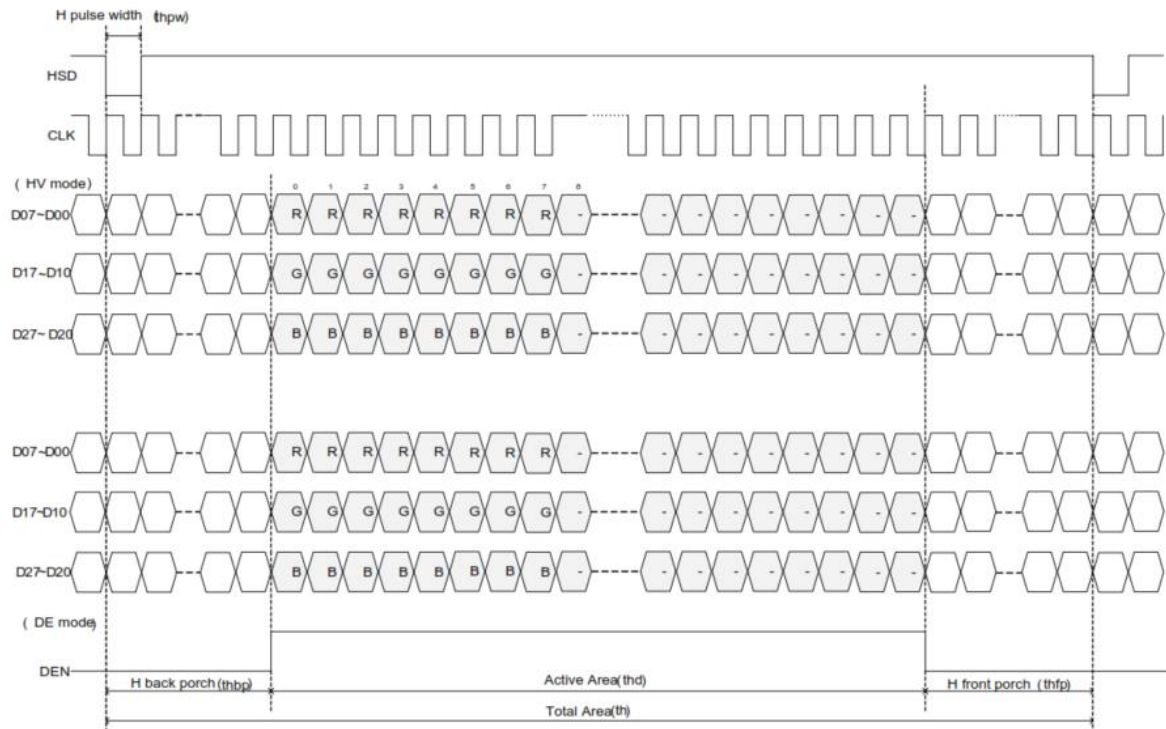 H pulse width (thpw)
HSD
CLK
( HV mode)
0 1 2 3 4 5 6 7 8
D07~D00 R R R R R R R R - - - - - - - - -
D17~D10 G G G G G G G G - - - - - - - - -
D27~D20 B B B B B B B B - - - - - - - - -
D07~D00 R R R R R R R R - - - - - - - - -
D17~D10 G G G G G G G G - - - - - - - - -
D27~D20 B B B B B B B B - - - - - - - - -
( DE mode)
DEN
H back porch (thbp) Active Area(thd) H front porch (thfp)
Total Area(th)